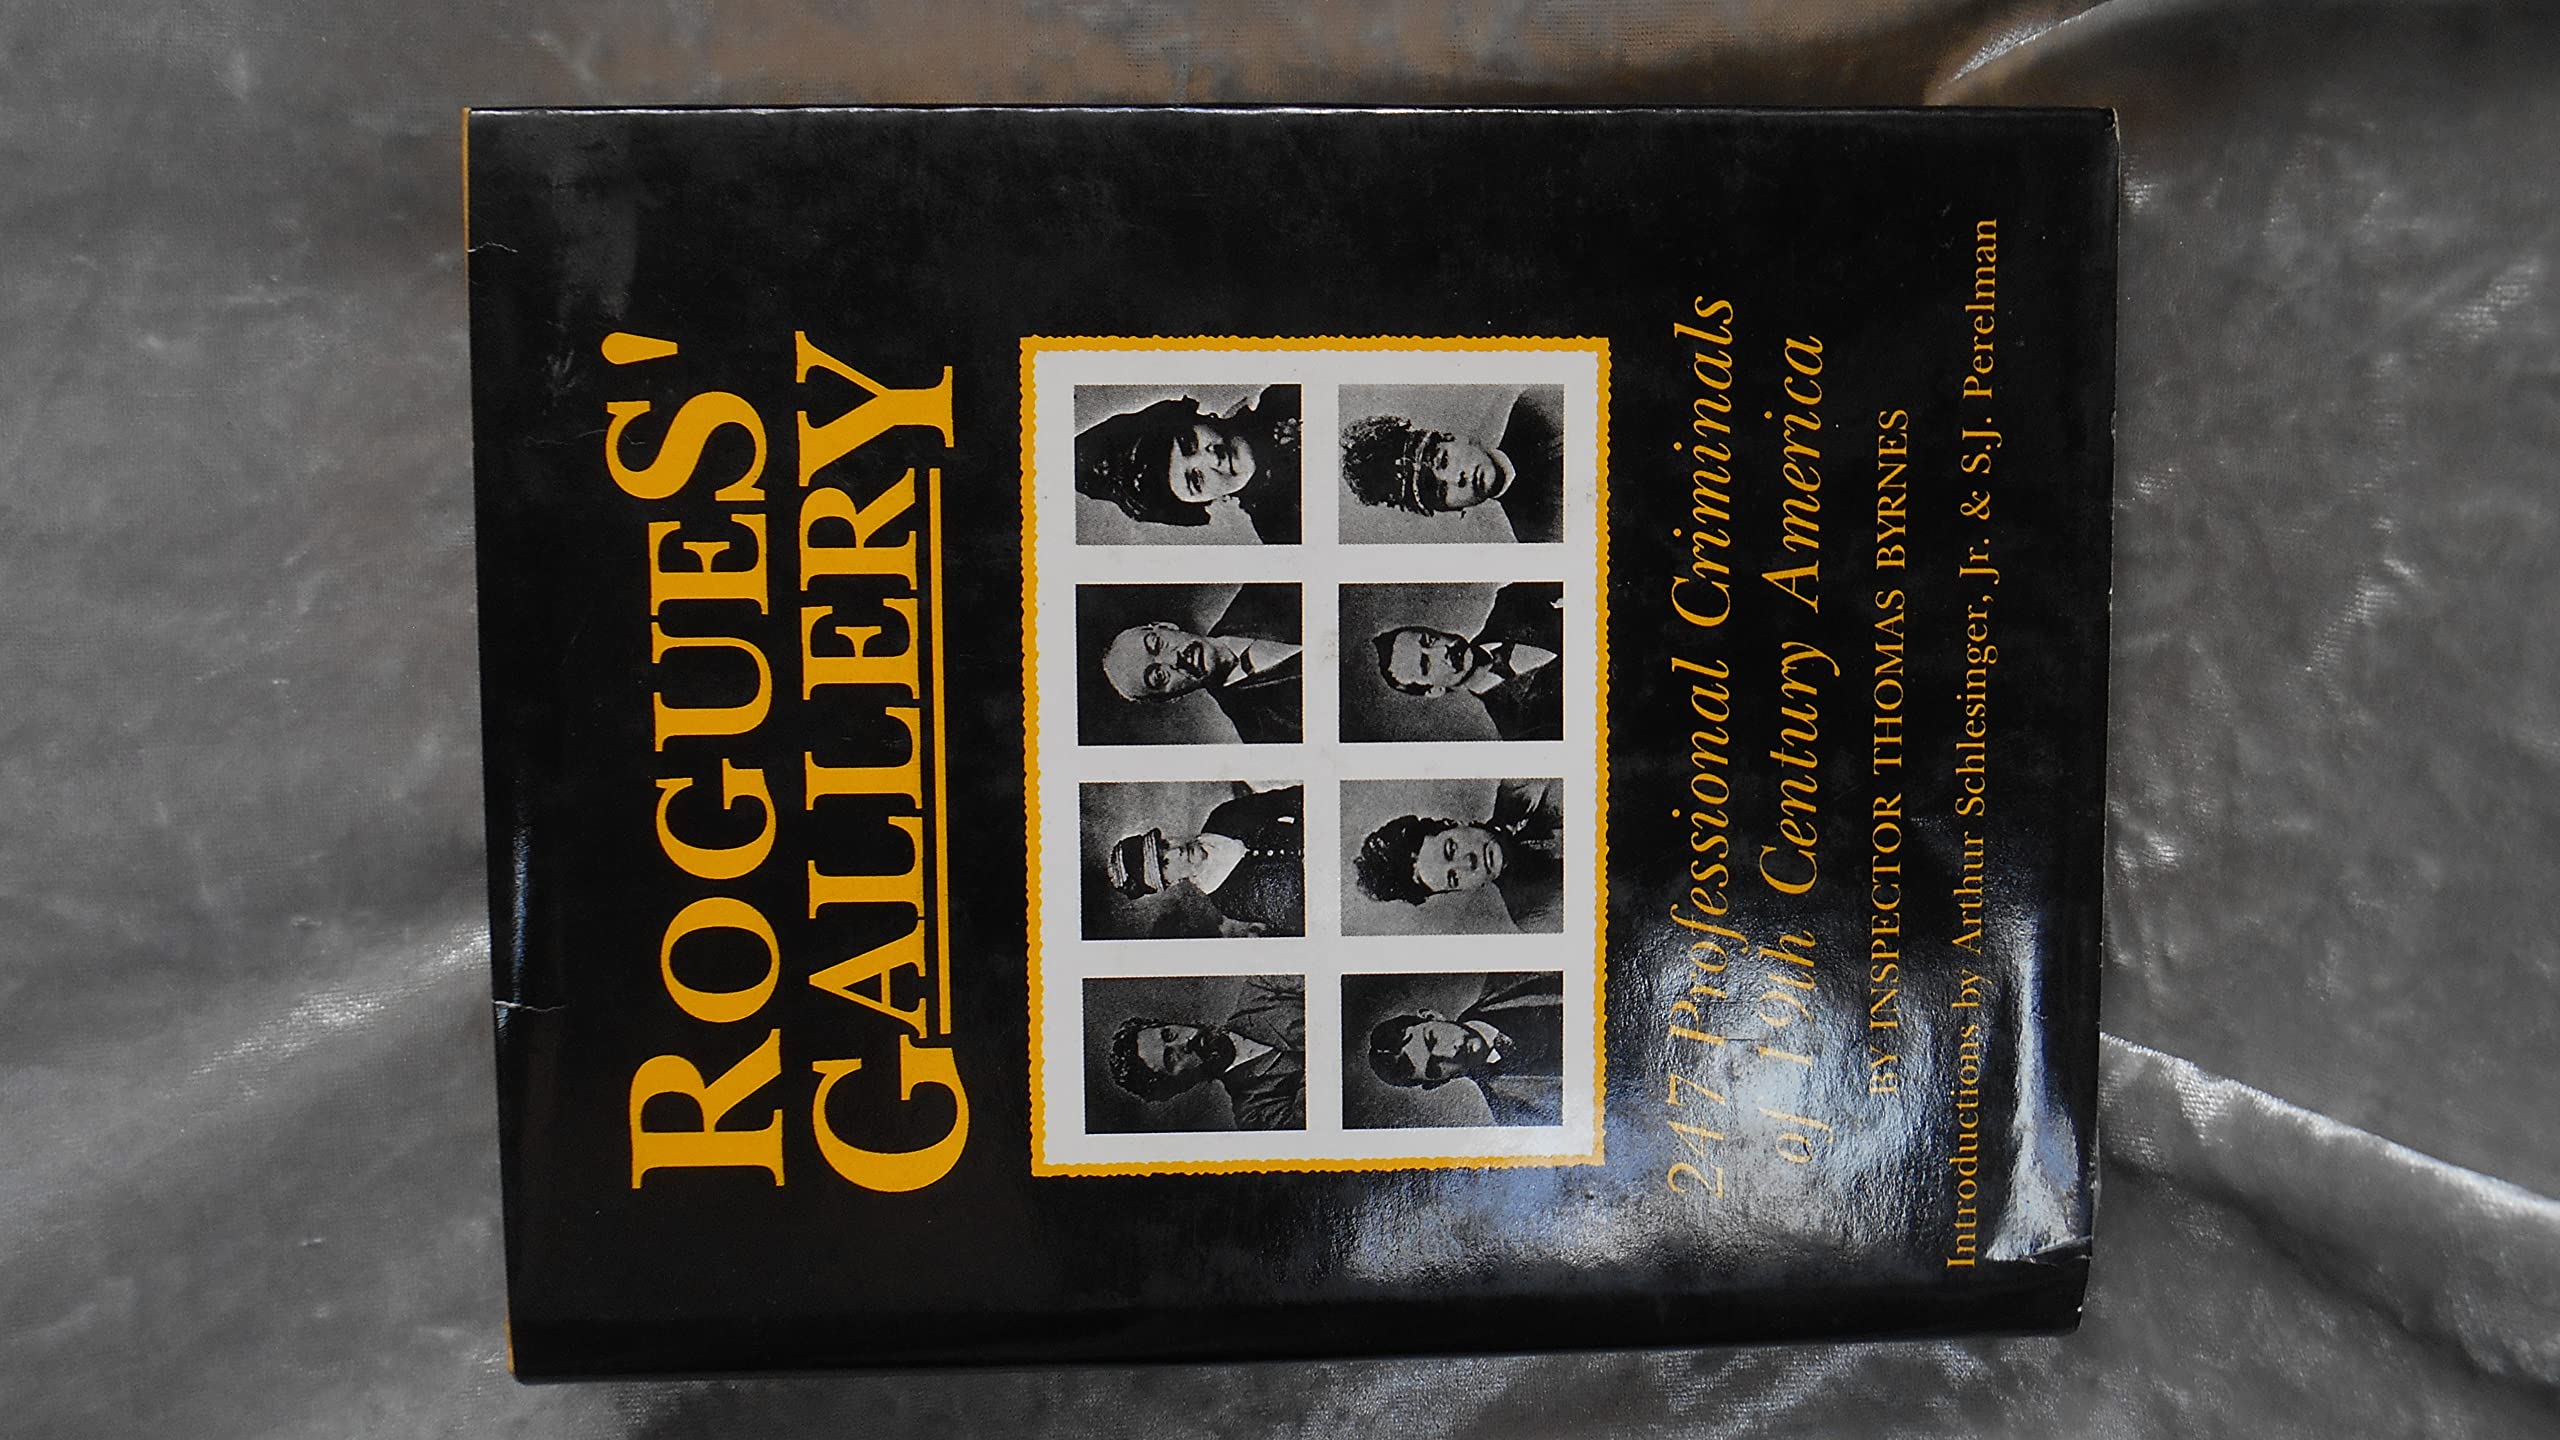 ROGUES'
GALLERY
247 Professional Criminals
of 19th Century America
BY INSPECTOR THOMAS BYRNES
Introductions by Arthur Schlesinger, Jr. & S.J. Perelman